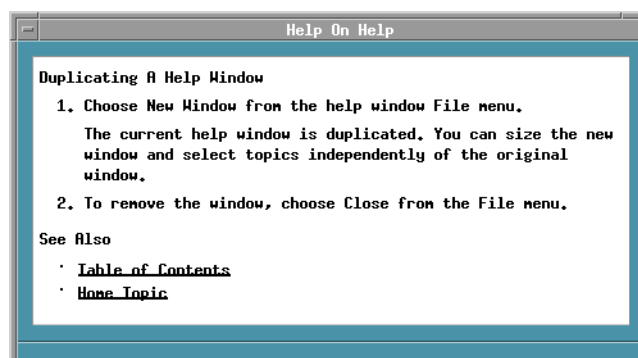 Help On Help
Duplicating A Help Window
1. Choose New Window from the help window File menu.
The current help window is duplicated. You can size the new
window and select topics independently of the original
window.
2. To remove the window, choose Close from the File menu.
See Also
· Table of Contents
· Home Topic